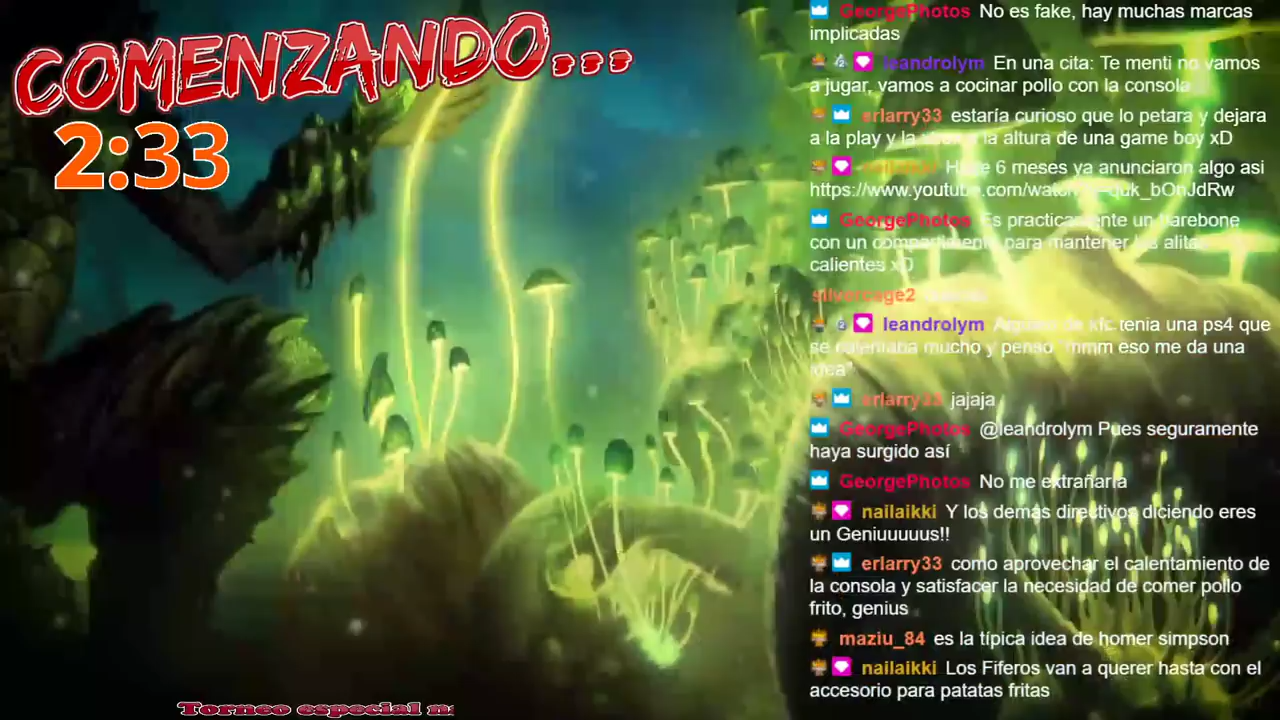 COMENZANDO...
2:33
GeorgePhotos No es fake, hay muchas marcas
implicadas
leandrolym En una cita: Te menti no vamos
a jugar, vamos a cocinar pollo con la consola
erlarry33 estaría curioso que lo petara y dejara
a la play y la xbox a la altura de una game boy xD
nailaikki Hace 6 meses ya anunciaron algo asi
GeorgePhotos Es practicamente un barebone
con un compartimento para mantener las alitas
calientes xD
silvercage2
leandrolym kfc tenia una ps4 que
se calentaba mucho y penso "mmm eso me da una
idea"
erlarry33 jajaja
GeorgePhotos @leandrolym Pues seguramente
haya surgido así
GeorgePhotos No me extrañaría
nailaikki Y los demás directivos diciendo eres
un Geniuuuuus!!
erlarry33 como aprovechar el calentamiento de
la consola y satisfacer la necesidad de comer pollo
frito, genius
maziu_84 es la típica idea de homer simpson
nailaikki Los Fiferos van a querer hasta con el
accesorio para patatas fritas
Torneo especial